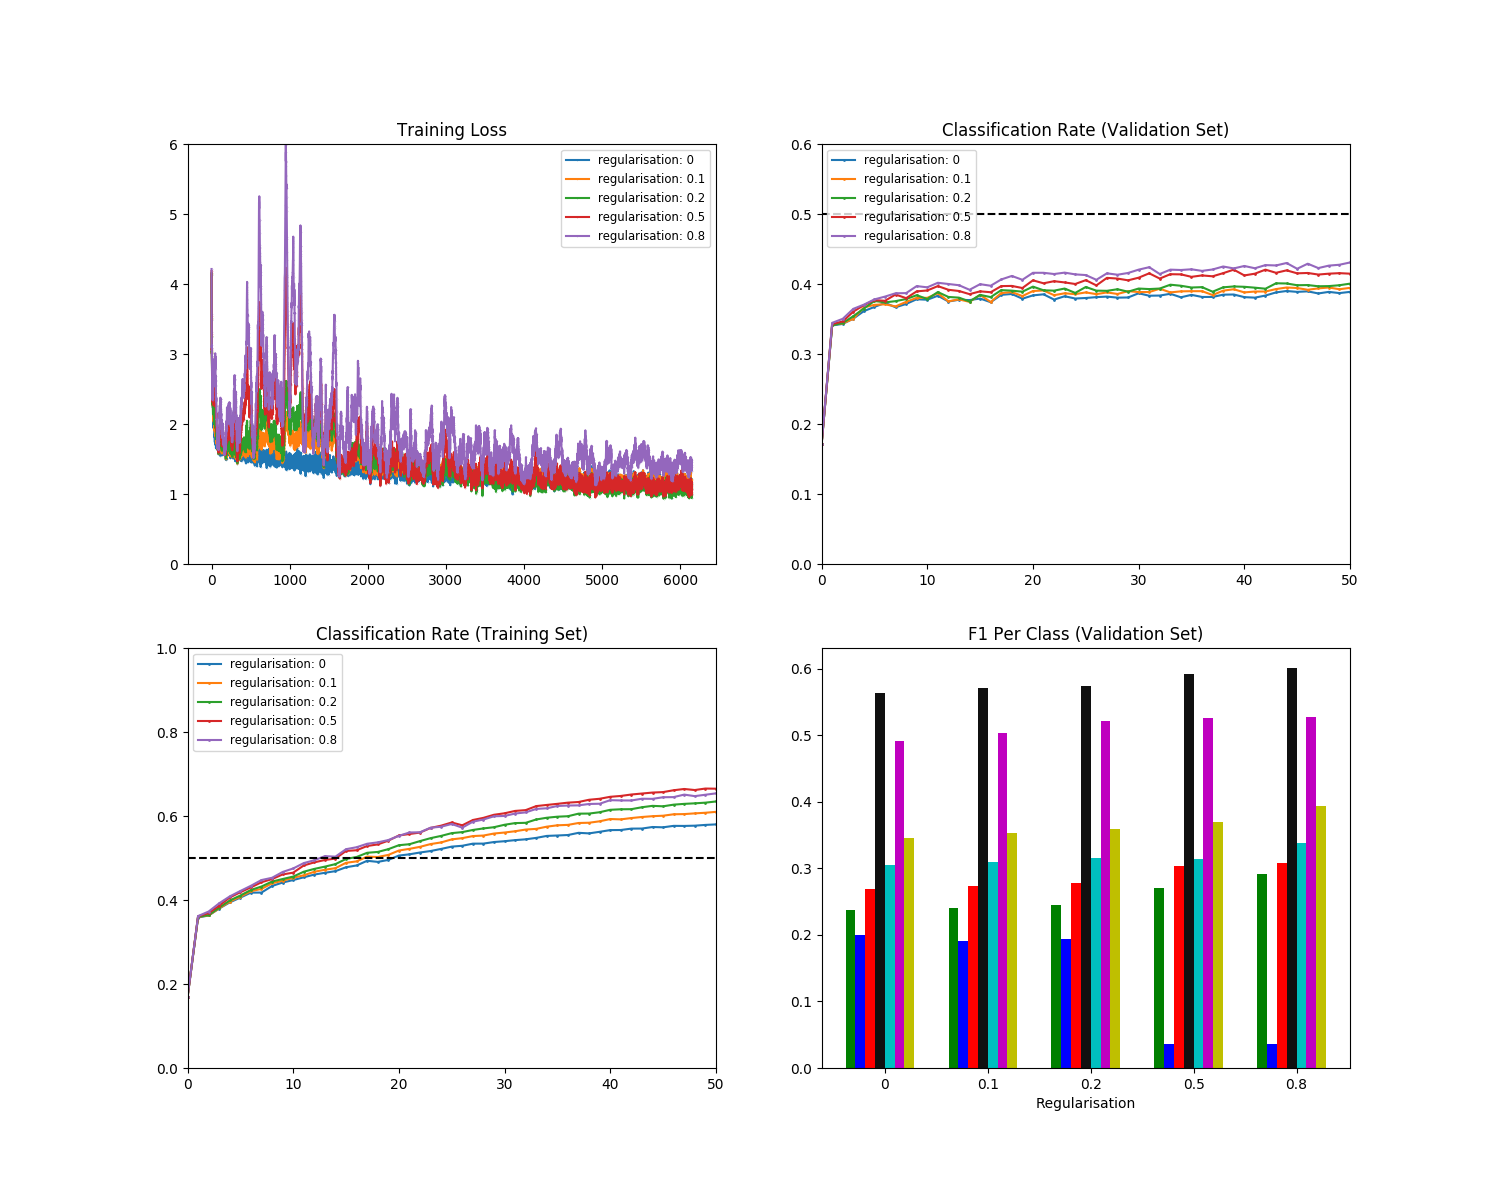 Training Loss
6
5
4
3
2
1
0
0 1000 2000 3000 4000 5000 6000
regularisation: 0
regularisation: 0.1
regularisation: 0.2
regularisation: 0.5
regularisation: 0.8
Classification Rate (Validation Set)
0.6
0.5
0.4
0.3
0.2
0.1
0.0
0 10 20 30 40 50
regularisation: 0
regularisation: 0.1
regularisation: 0.2
regularisation: 0.5
regularisation: 0.8
Classification Rate (Training Set)
1.0
0.8
0.6
0.4
0.2
0.0
0 10 20 30 40 50
regularisation: 0
regularisation: 0.1
regularisation: 0.2
regularisation: 0.5
regularisation: 0.8
F1 Per Class (Validation Set)
0.6
0.5
0.4
0.3
0.2
0.1
0.0
0 0.1 0.2 0.5 0.8
Regularisation